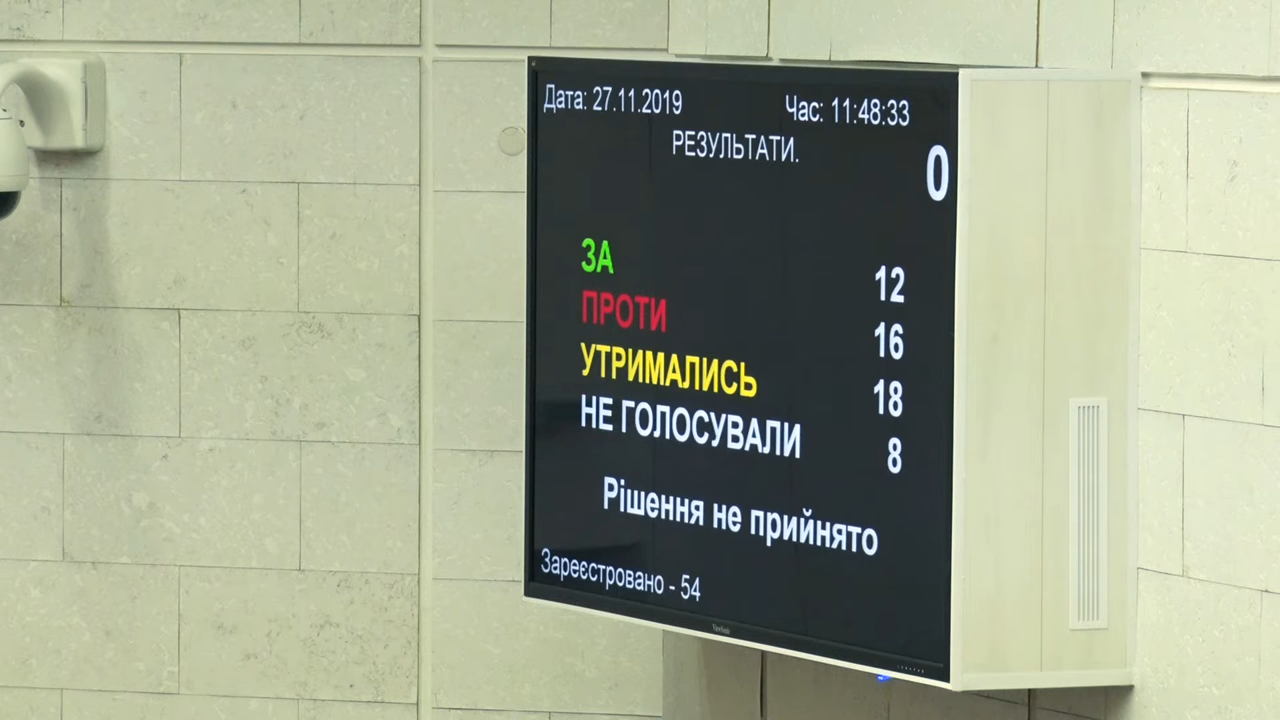 Дата: 27.11.2019 Час: 11:48:33
РЕЗУЛЬТАТИ.
0
ЗА 12
ПРОТИ 16
УТРИМАЛИСЬ 18
НЕ ГОЛОСУВАЛИ 8
Рішення не прийнято
Зареєстровано - 54
ViewSonic